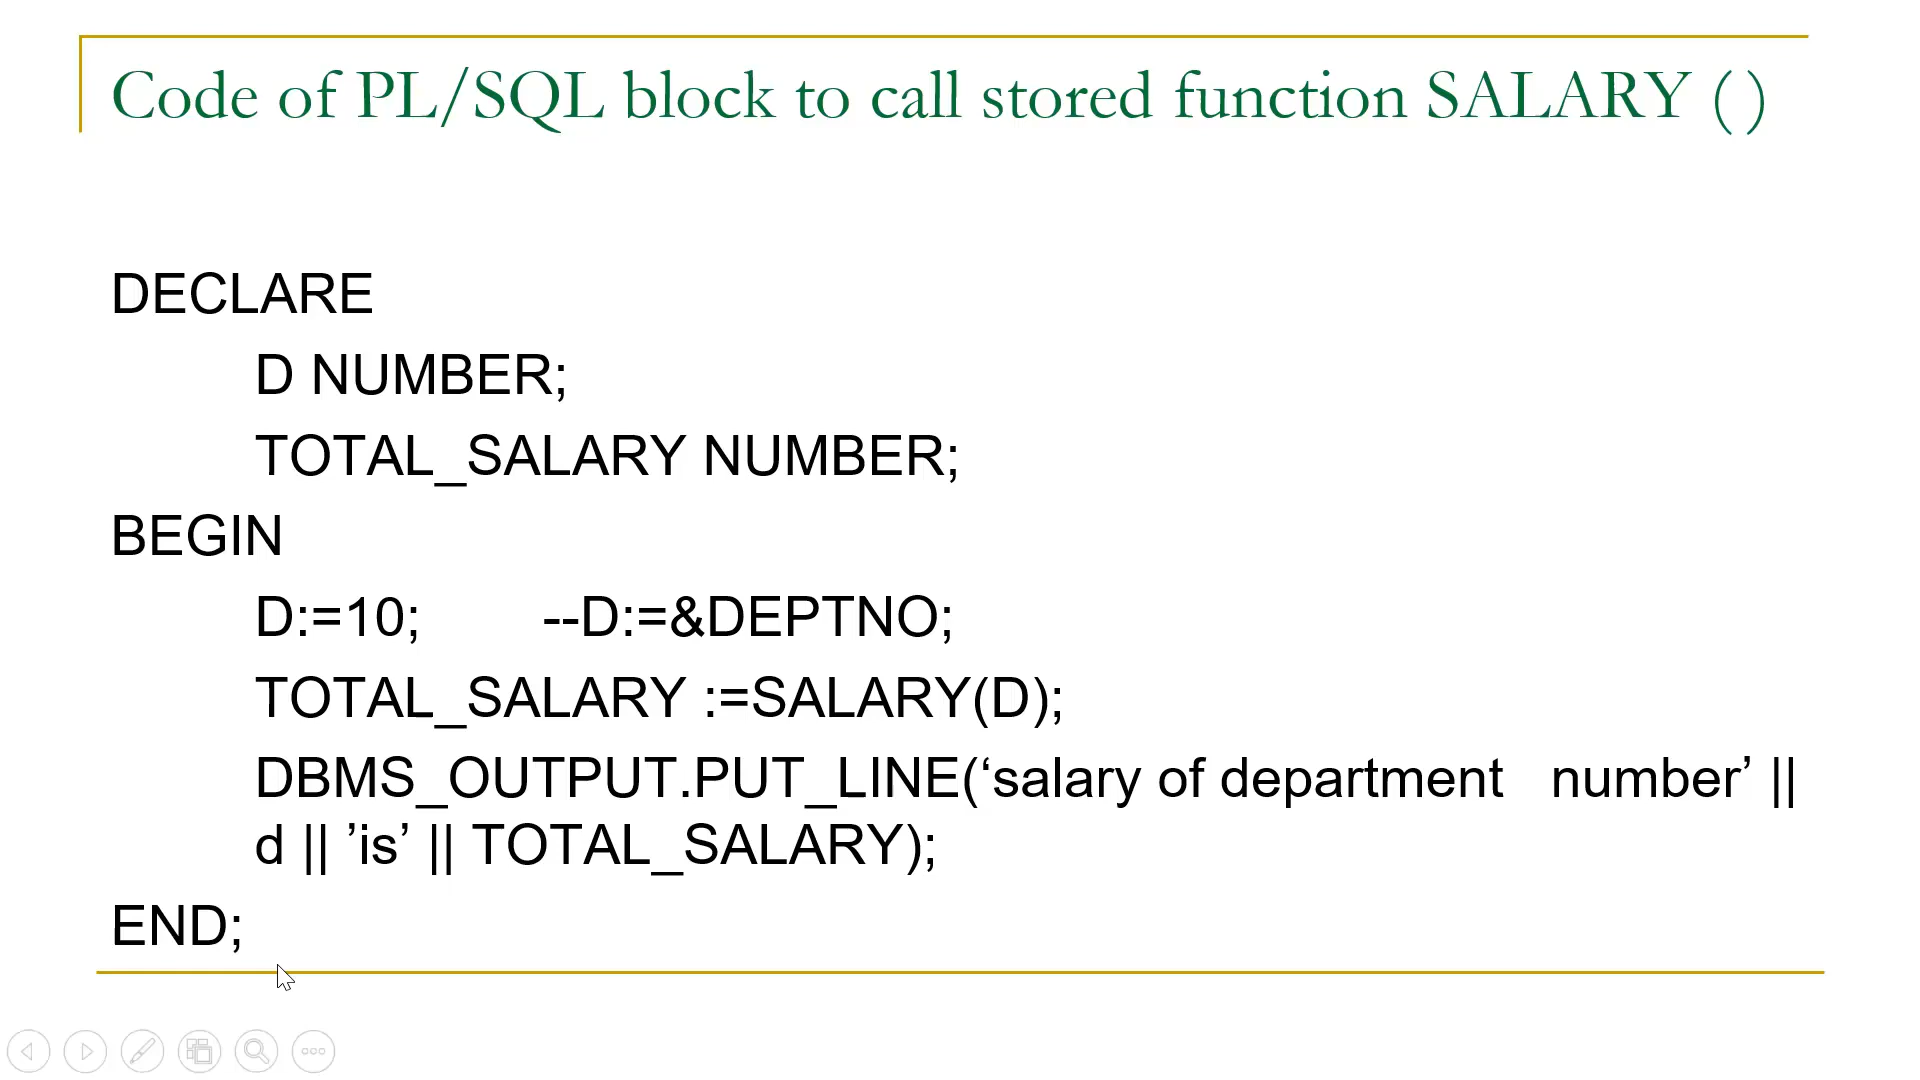 Code of PL/SQL block to call stored function SALARY ( )
DECLARE
D NUMBER;
TOTAL_SALARY NUMBER;
BEGIN
D:=10; --D:=&DEPTNO;
TOTAL_SALARY :=SALARY(D);
DBMS_OUTPUT.PUT_LINE(‘salary of department number’ ||
d || ’is’ || TOTAL_SALARY);
END;